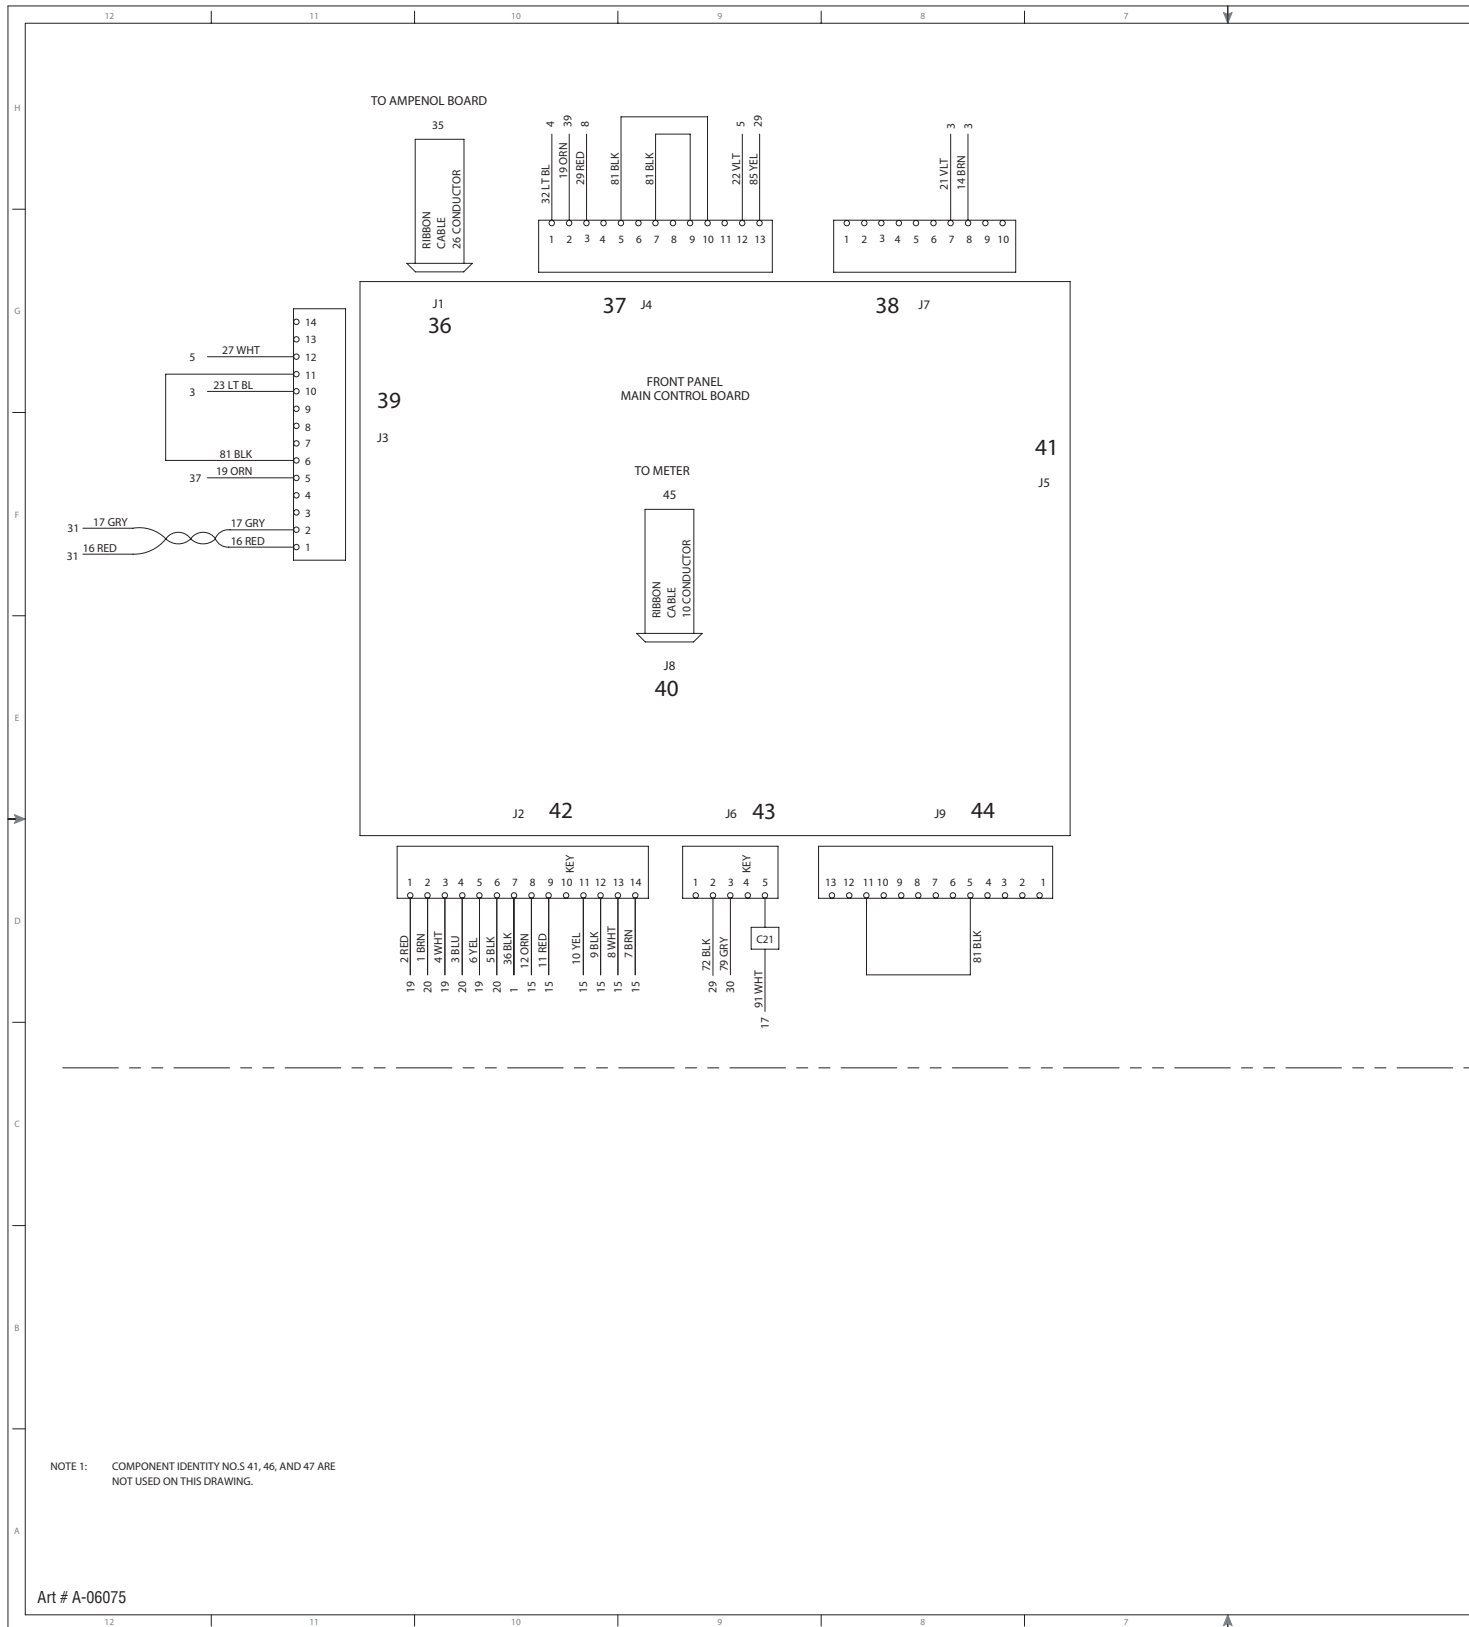 12 11 10 9 8 7
H
TO AMPENOL BOARD
35
RIBBON
CABLE
26 CONDUCTOR
4 39 8 5 29
32 LT BL 19 ORN 29 RED 81 BLK 81 BLK 22 VLT 85 YEL
1 2 3 4 5 6 7 8 9 10 11 12 13
3 3
21 VLT 14 BRN
1 2 3 4 5 6 7 8 9 10
G
J1
36
37 J4
38 J7
14
13
5 27 WHT 12
11
3 23 LT BL 10
9
8
7
81 BLK 6
37 19 ORN 5
4
3
31 17 GRY 17 GRY 2
31 16 RED 16 RED 1
FRONT PANEL
MAIN CONTROL BOARD
39
J3
41
J5
F
TO METER
45
RIBBON
CABLE
10 CONDUCTOR
J8
40
E
J2 42
J6 43
J9 44
KEY
1 2 3 4 5 6 7 8 9 10 11 12 13 14
2 RED 1 BRN 4 WHT 3 BLU 6 YEL 5 BLK 36 BLK 12 ORN 11 RED 10 YEL 9 BLK 8 WHT 7 BRN
19 20 19 20 19 20 1 15 15 15 15 15 15
KEY
1 2 3 4 5
72 BLK 79 GRY
29 30
C21
91 WHT
17
13 12 11 10 9 8 7 6 5 4 3 2 1
81 BLK
D
C
B
NOTE 1: COMPONENT IDENTITY NO.S 41, 46, AND 47 ARE
NOT USED ON THIS DRAWING.
A
Art # A-06075
12 11 10 9 8 7